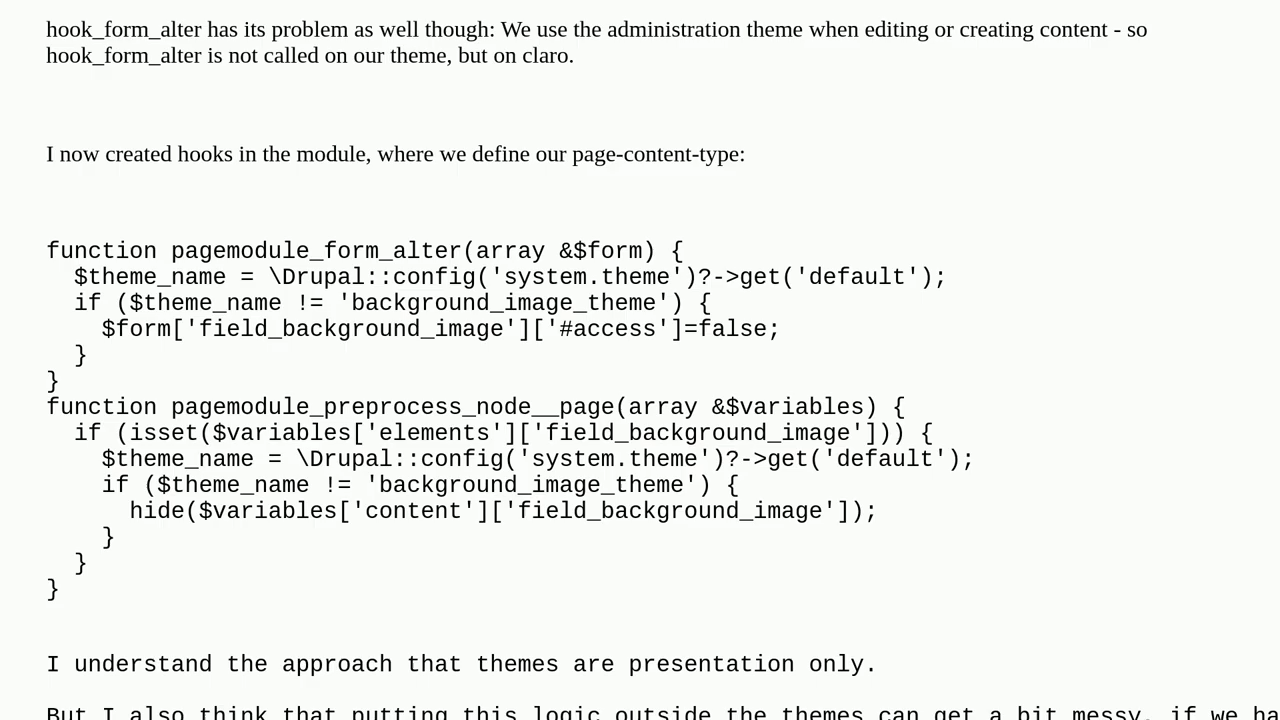 hook_form_alter has its problem as well though: We use the administration theme when editing or creating content - so
hook_form_alter is not called on our theme, but on claro.
I now created hooks in the module, where we define our page-content-type:
function pagemodule_form_alter(array &$form) {
  $theme_name = \Drupal::config('system.theme')?->get('default');
  if ($theme_name != 'background_image_theme') {
    $form['field_background_image']['#access']=false;
  }
}
function pagemodule_preprocess_node__page(array &$variables) {
  if (isset($variables['elements']['field_background_image'])) {
    $theme_name = \Drupal::config('system.theme')?->get('default');
    if ($theme_name != 'background_image_theme') {
      hide($variables['content']['field_background_image']);
    }
  }
}
I understand the approach that themes are presentation only.
But I also think that putting this logic outside the themes can get a bit messy, if we ha